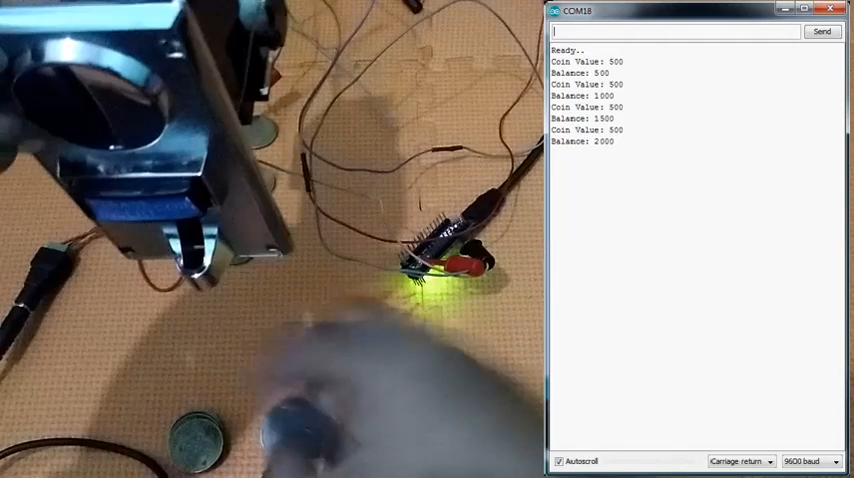 COM18
Send
Ready..
Coin Value: 500
Balance: 500
Coin Value: 500
Balance: 1000
Coin Value: 500
Balance: 1500
Coin Value: 500
Balance: 2000
Autoscroll
Carriage return
9600 baud